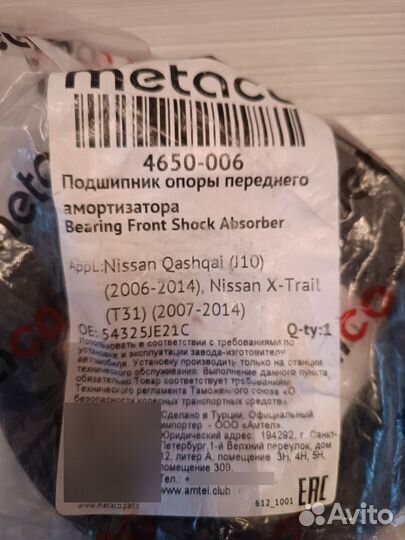 metaco
4650-006
Подшипник опоры переднего
амортизатора
Bearing Front Shock Absorber
Appl.:Nissan Qashqai (J10)
(2006-2014), Nissan X-Trail
(T31) (2007-2014)
OE: 54325JE21C Q-ty:1
Использовать в соответствии с требованиями по
установке и эксплуатации завода-изготовителя
автомобиля. Установку производить только на станции
технического обслуживания. Выполнение данного пункта
обязательно. Товар соответствует требованиям
Технического регламента Таможенного союза «О
безопасности колесных транспортных средств»
Сделано в Турции. Официальный
импортер - ООО «Амтел»
Юридический адрес: 194292, г. Санкт-
Петербург, 1-й Верхний переулок, дом
12, литер А, помещение 3Н, 4Н, 5Н,
помещение 309.
Тел.: +
www.amtel.club
www.metaco.parts
612_1001
EAC
metaco
Avito